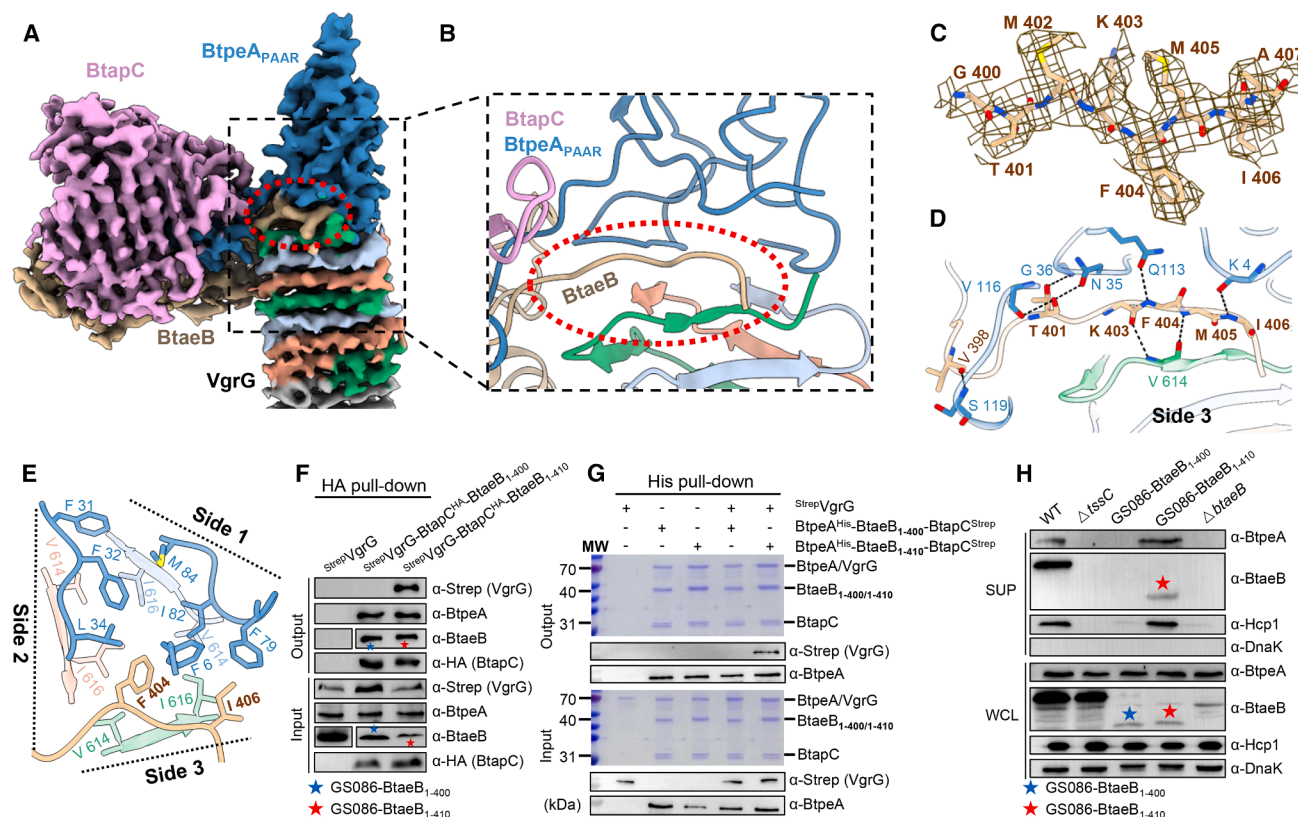 A
BtapC
BtpeAPAAR
BtaeB
VgrG
B
BtapC
BtpeAPAAR
BtaeB
C
M 402
K 403
M 405
A 407
G 400
T 401
F 404
I 406
D
G 36
Q113
K 4
V 116
N 35
T 401
K 403
F 404
M 405
I 406
V 398
V 614
S 119
Side 3
E
F 31
Side 1
V 614
F 32
M 84
I 616
Side 2
I 82
L 34
V 614
F 79
I 616
F 6
F 404
I 616
I 406
V 614
Side 3
F
HA pull-down
StrepVgrG
StrepVgrG-BtapCHA-BtaeB1-400
StrepVgrG-BtapCHA-BtaeB1-410
Output
α-Strep (VgrG)
α-BtpeA
α-BtaeB
α-HA (BtapC)
Input
α-Strep (VgrG)
α-BtpeA
α-BtaeB
α-HA (BtapC)
★ GS086-BtaeB1-400
★ GS086-BtaeB1-410
G
His pull-down
+ - - + + StrepVgrG
- + - + - BtpeAHis-BtaeB1-400-BtapCStrep
MW - - + - + BtpeAHis-BtaeB1-410-BtapCStrep
Output
70 BtpeA/VgrG
40 BtaeB1-400/1-410
31 BtapC
α-Strep (VgrG)
α-BtpeA
Input
70 BtpeA/VgrG
40 BtaeB1-400/1-410
31 BtapC
α-Strep (VgrG)
(kDa) α-BtpeA
H
WT
ΔtssC
GS086-BtaeB1-400
GS086-BtaeB1-410
ΔbtaeB
SUP
α-BtpeA
α-BtaeB
α-Hcp1
α-DnaK
WCL
α-BtpeA
α-BtaeB
α-Hcp1
α-DnaK
★ GS086-BtaeB1-400
★ GS086-BtaeB1-410